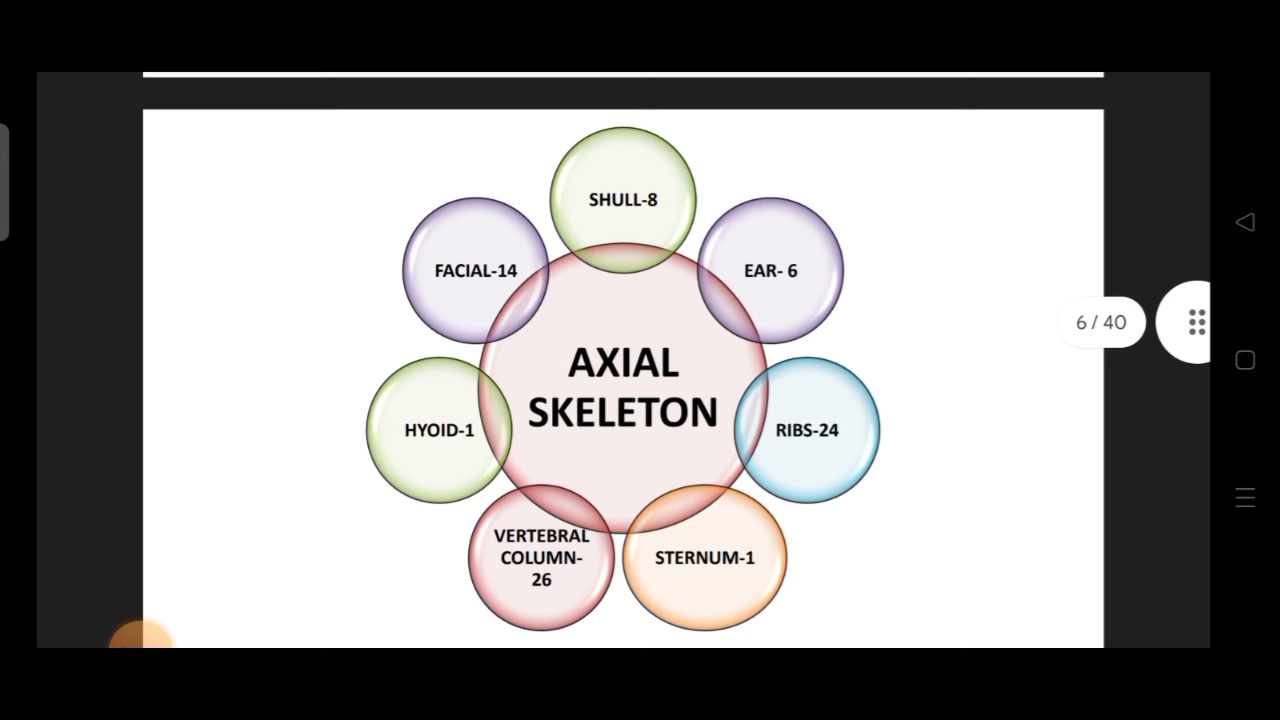 SHULL-8
FACIAL-14
EAR- 6
AXIAL
SKELETON
6 / 40
HYOID-1
RIBS-24
VERTEBRAL
COLUMN-
26
STERNUM-1